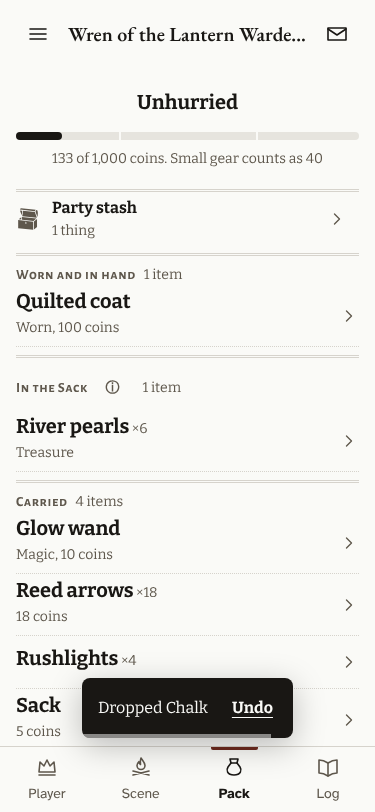 Wren of the Lantern Warde...
Unhurried
133 of 1,000 coins. Small gear counts as 40
Party stash
1 thing
Worn and in hand 1 item
Quilted coat
Worn, 100 coins
In the Sack 1 item
River pearls ×6
Treasure
Carried 4 items
Glow wand
Magic, 10 coins
Reed arrows ×18
18 coins
Rushlights ×4
Sack
5 coins
Dropped Chalk Undo
Player Scene Pack Log